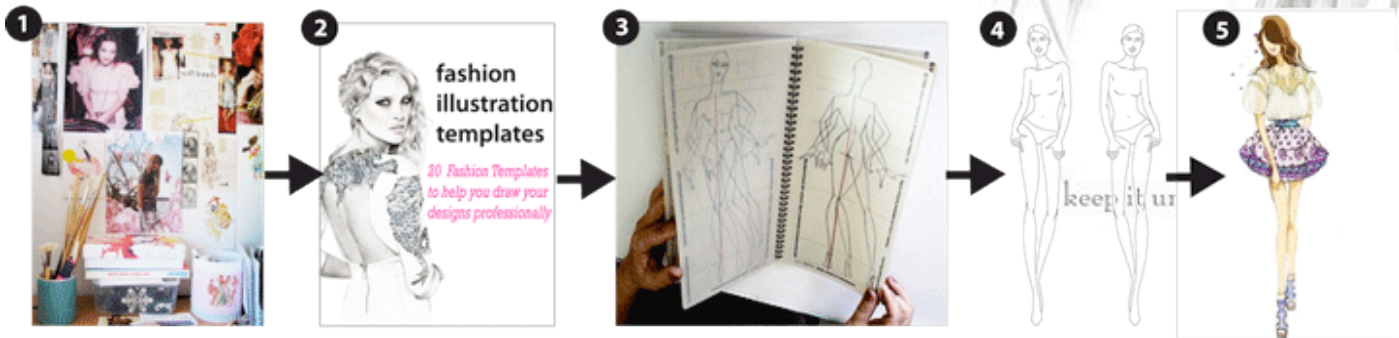 1
2
3
4
5
fashion
illustration
templates
20 Fashion Templates
to help you draw your
designs professionally
keep it ur